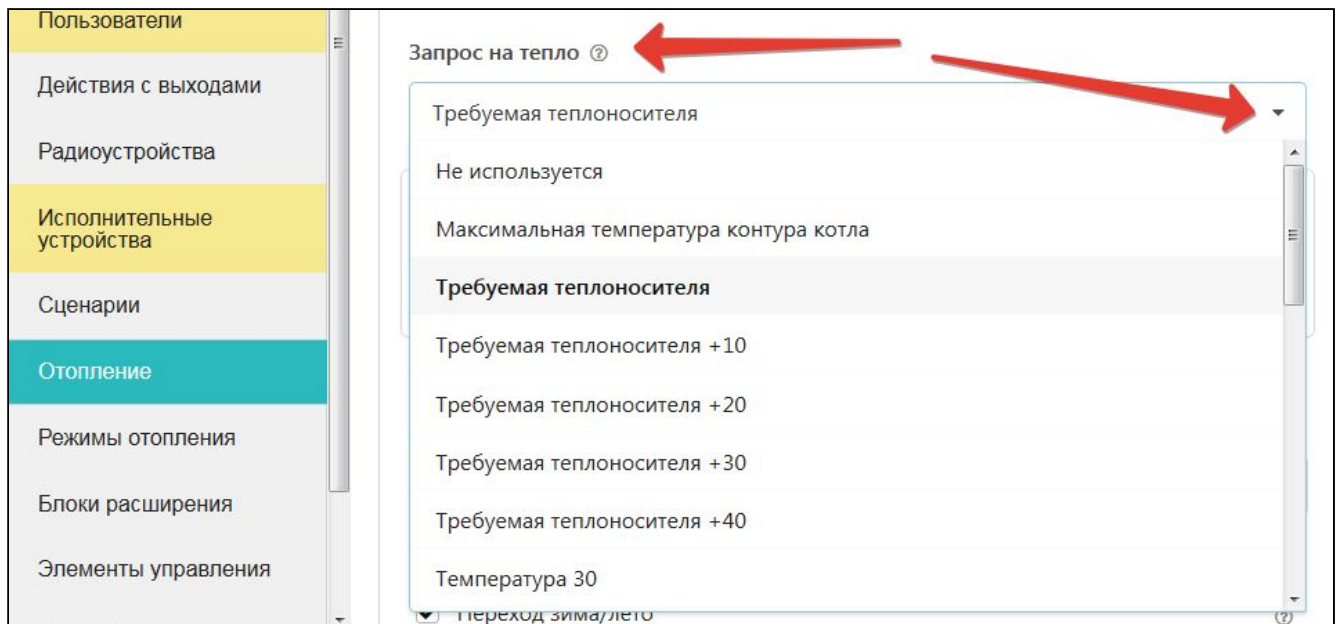 Пользователи
Действия с выходами
Радиоустройства
Исполнительные
устройства
Сценарии
Отопление
Режимы отопления
Блоки расширения
Элементы управления
Запрос на тепло
Требуемая теплоносителя
Не используется
Максимальная температура контура котла
Требуемая теплоносителя
Требуемая теплоносителя +10
Требуемая теплоносителя +20
Требуемая теплоносителя +30
Требуемая теплоносителя +40
Температура 30
Переход зима/лето